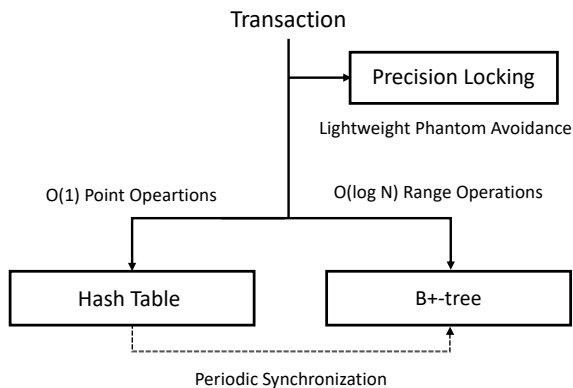 Transaction
Precision Locking
Lightweight Phantom Avoidance
O(1) Point Opeartions
O(log N) Range Operations
Hash Table
B+-tree
Periodic Synchronization